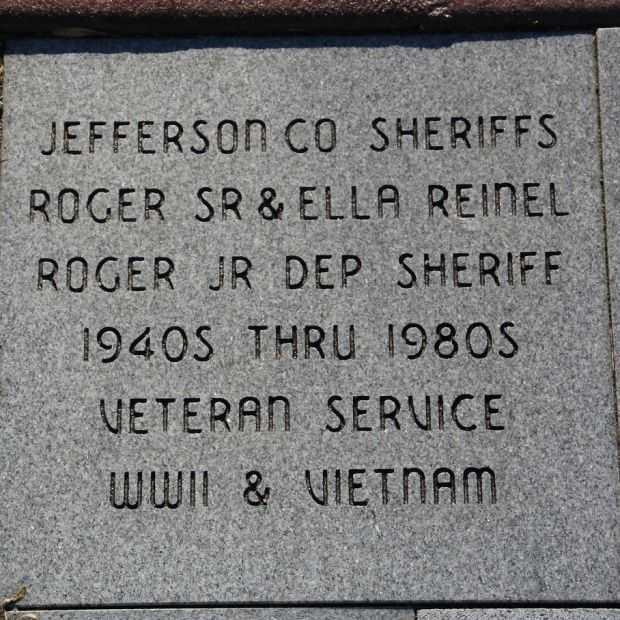 JEFFERSON CO SHERIFFS
ROGER SR & ELLA REINEL
ROGER JR DEP SHERIFF
1940S THRU 1980S
VETERAN SERVICE
WWII & VIETNAM